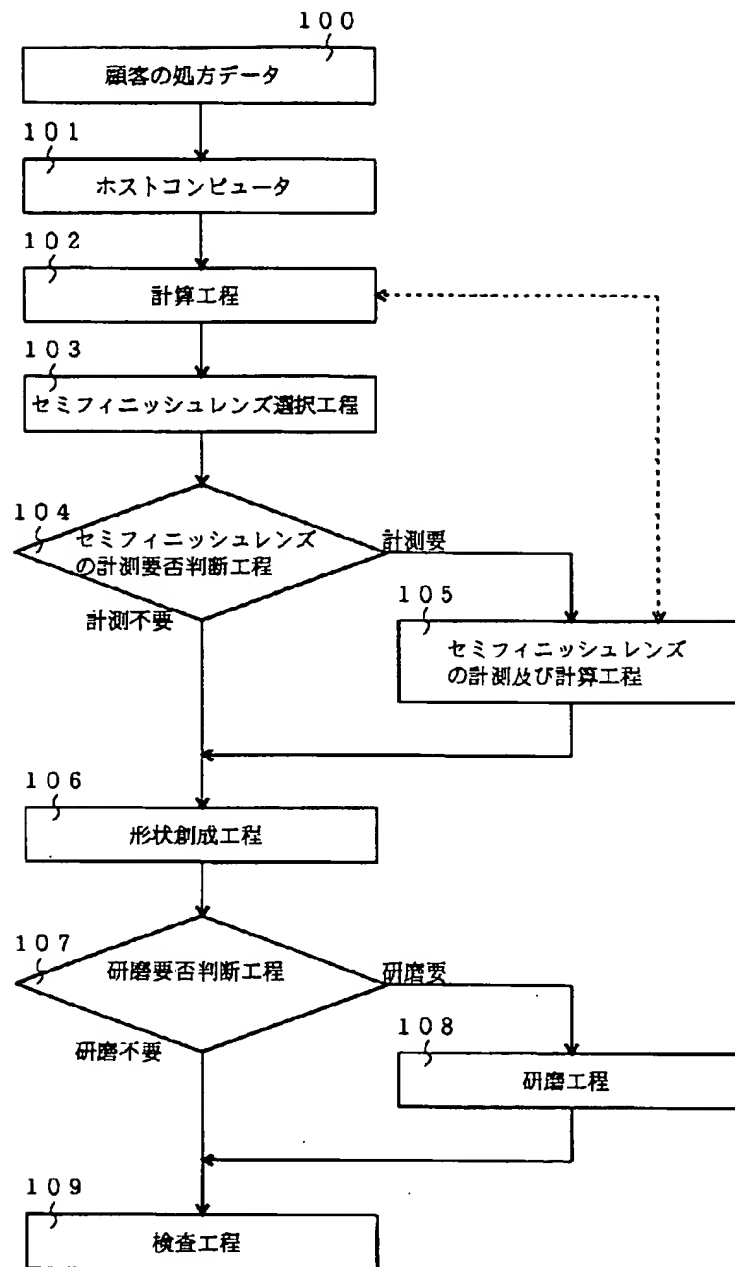 100
顧客の処方データ
101
ホストコンピュータ
102
計算工程
103
セミフィニッシュレンズ選択工程
104
セミフィニッシュレンズ
の計測要否判断工程
計測要
計測不要
105
セミフィニッシュレンズ
の計測及び計算工程
106
形状創成工程
107
研磨要否判断工程
研磨要
研磨不要
108
研磨工程
109
検査工程